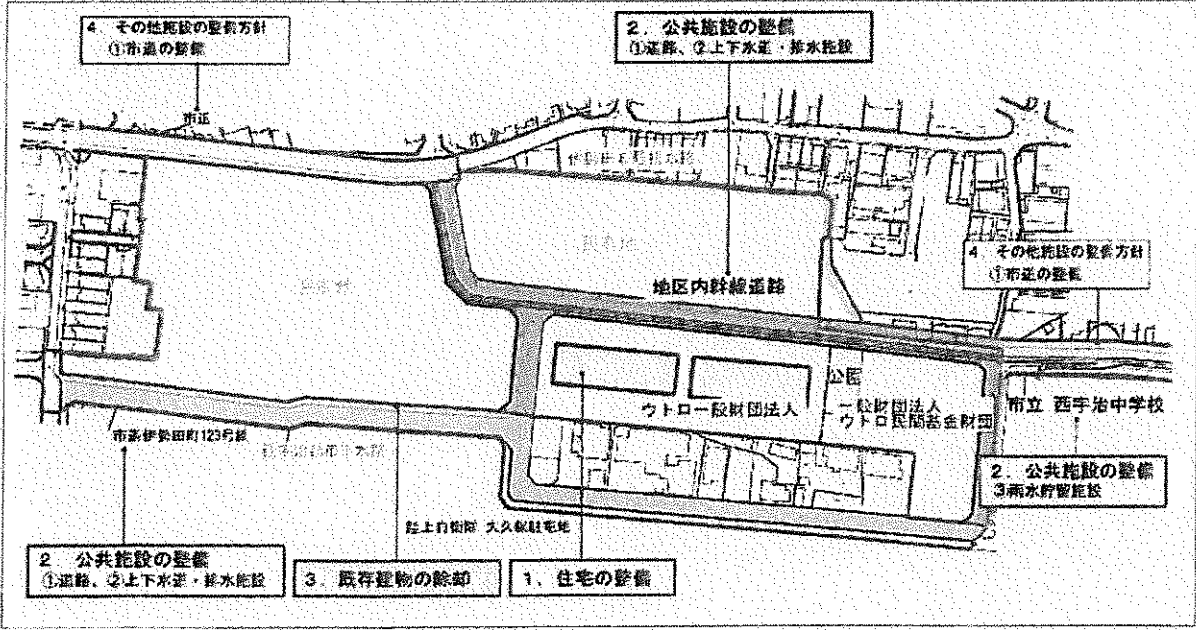 4. その他施設の整備方針
①市道の整備
2. 公共施設の整備
①道路、②上下水道・排水施設
4. その他施設の整備方針
地区内幹線道路
公園
ウトロ一般財団法人
一般財団法人
ウトロ民間基金財団
市立 西宇治中学校
市道伊勢田町123号線
2. 公共施設の整備
3雨水貯留施設
陸上自衛隊 大久保駐屯地
2 公共施設の整備
①道路、②上下水道・排水施設
3. 既存建物の除却
1. 住宅の整備